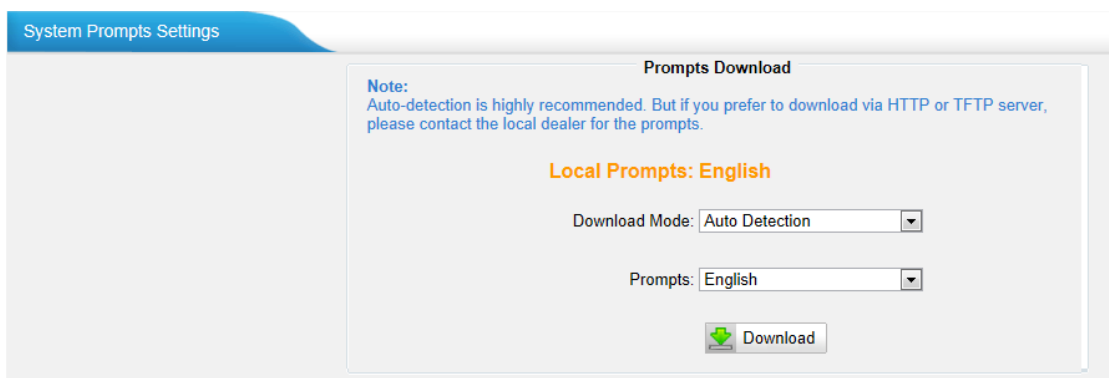 System Prompts Settings
Prompts Download
Note:
Auto-detection is highly recommended. But if you prefer to download via HTTP or TFTP server,
please contact the local dealer for the prompts.
Local Prompts: English
Download Mode: Auto Detection
Prompts: English
Download